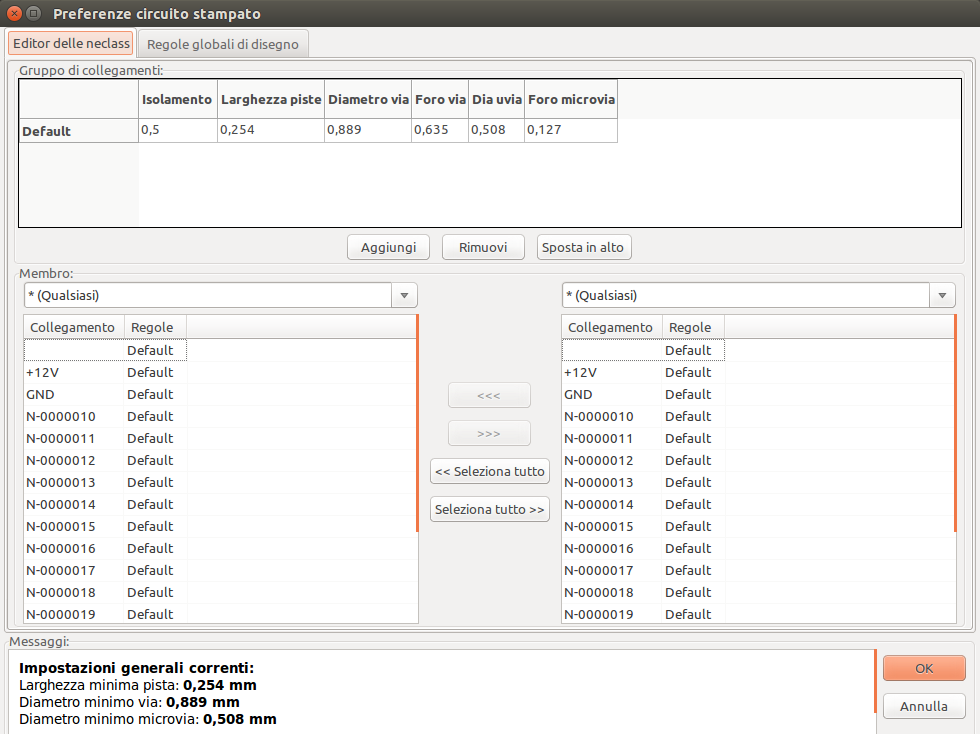 Preferenze circuito stampato
Editor delle neclass Regole globali di disegno
Gruppo di collegamenti:
Isolamento Larghezza piste Diametro via Foro via Dia uvia Foro microvia
Default 0,5 0,254 0,889 0,635 0,508 0,127
Aggiungi Rimuovi Sposta in alto
Membro:
* (Qualsiasi) * (Qualsiasi)
Collegamento Regole Collegamento Regole
Default Default
+12V Default +12V Default
GND Default GND Default
N-0000010 Default <<< N-0000010 Default
N-0000011 Default >>> N-0000011 Default
N-0000012 Default << Seleziona tutto N-0000012 Default
N-0000013 Default N-0000013 Default
N-0000014 Default Seleziona tutto >> N-0000014 Default
N-0000015 Default N-0000015 Default
N-0000016 Default N-0000016 Default
N-0000017 Default N-0000017 Default
N-0000018 Default N-0000018 Default
N-0000019 Default N-0000019 Default
Messaggi:
Impostazioni generali correnti:
Larghezza minima pista: 0,254 mm
Diametro minimo via: 0,889 mm
Diametro minimo microvia: 0,508 mm
OK
Annulla